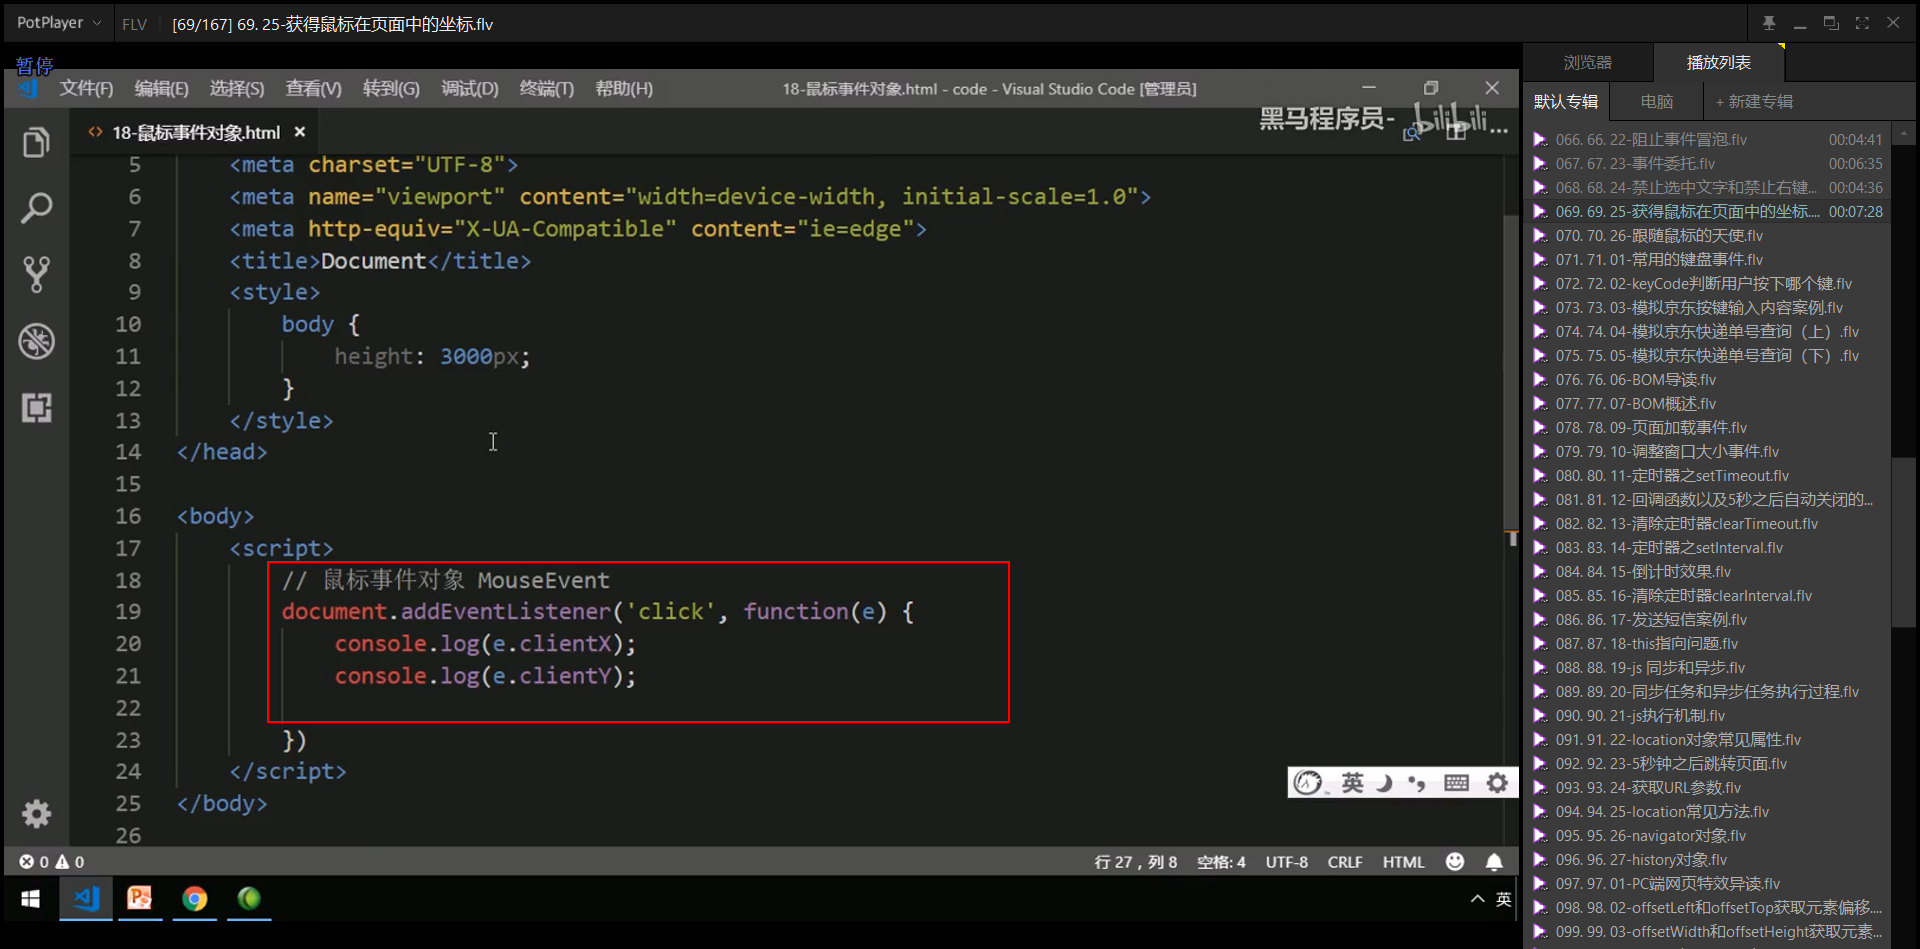 PotPlayer FLV [69/167] 69. 25-获得鼠标在页面中的坐标.flv
暂停
文件(F) 编辑(E) 选择(S) 查看(V) 转到(G) 调试(D) 终端(T) 帮助(H) 18-鼠标事件对象.html - code - Visual Studio Code [管理员]
黑马程序员- bilibili
<> 18-鼠标事件对象.html ×
5 <meta charset="UTF-8">
6 <meta name="viewport" content="width=device-width, initial-scale=1.0">
7 <meta http-equiv="X-UA-Compatible" content="ie=edge">
8 <title>Document</title>
9 <style>
10 body {
11 height: 3000px;
12 }
13 </style>
14 </head>
15
16 <body>
17 <script>
18 // 鼠标事件对象 MouseEvent
19 document.addEventListener('click', function(e) {
20 console.log(e.clientX);
21 console.log(e.clientY);
22
23 })
24 </script>
25 </body>
26
英
0 0 行 27，列 8 空格: 4 UTF-8 CRLF HTML
英
浏览器 播放列表
默认专辑 电脑 + 新建专辑
066. 66. 22-阻止事件冒泡.flv 00:04:41
067. 67. 23-事件委托.flv 00:06:35
068. 68. 24-禁止选中文字和禁止右键... 00:04:36
069. 69. 25-获得鼠标在页面中的坐标.... 00:07:28
070. 70. 26-跟随鼠标的天使.flv
071. 71. 01-常用的键盘事件.flv
072. 72. 02-keyCode判断用户按下哪个键.flv
073. 73. 03-模拟京东按键输入内容案例.flv
074. 74. 04-模拟京东快递单号查询（上）.flv
075. 75. 05-模拟京东快递单号查询（下）.flv
076. 76. 06-BOM导读.flv
077. 77. 07-BOM概述.flv
078. 78. 09-页面加载事件.flv
079. 79. 10-调整窗口大小事件.flv
080. 80. 11-定时器之setTimeout.flv
081. 81. 12-回调函数以及5秒之后自动关闭的...
082. 82. 13-清除定时器clearTimeout.flv
083. 83. 14-定时器之setInterval.flv
084. 84. 15-倒计时效果.flv
085. 85. 16-清除定时器clearInterval.flv
086. 86. 17-发送短信案例.flv
087. 87. 18-this指向问题.flv
088. 88. 19-js 同步和异步.flv
089. 89. 20-同步任务和异步任务执行过程.flv
090. 90. 21-js执行机制.flv
091. 91. 22-location对象常见属性.flv
092. 92. 23-5秒钟之后跳转页面.flv
093. 93. 24-获取URL参数.flv
094. 94. 25-location常见方法.flv
095. 95. 26-navigator对象.flv
096. 96. 27-history对象.flv
097. 97. 01-PC端网页特效异读.flv
098. 98. 02-offsetLeft和offsetTop获取元素偏移....
099. 99. 03-offsetWidth和offsetHeight获取元素...